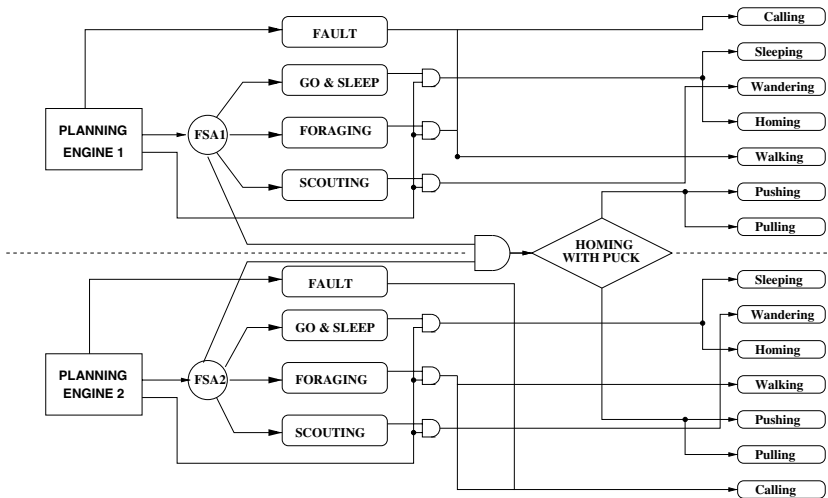 Calling
FAULT
Sleeping
GO & SLEEP
Wandering
PLANNING
ENGINE 1
FSA1
FORAGING
Homing
Walking
SCOUTING
Pushing
Pulling
HOMING
WITH PUCK
FAULT
Sleeping
GO & SLEEP
Wandering
Homing
PLANNING
ENGINE 2
FSA2
FORAGING
Walking
Pushing
SCOUTING
Pulling
Calling